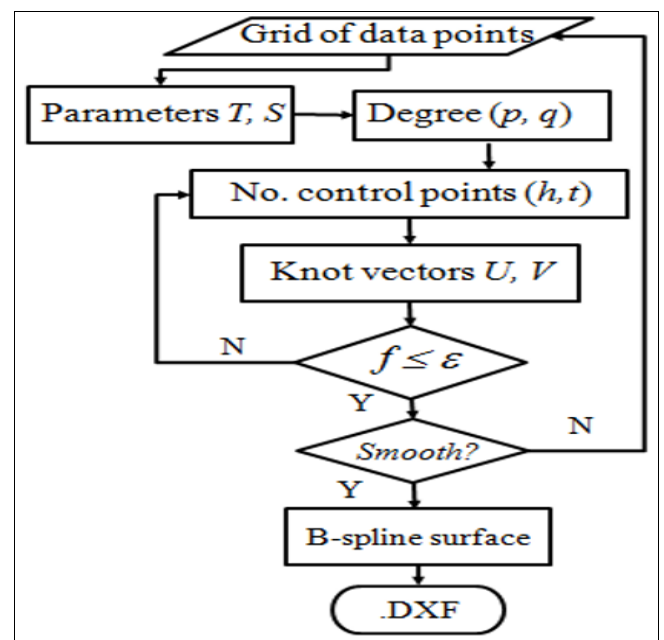 Grid of data points
Parameters T, S
Degree (p, q)
No. control points (h,t)
Knot vectors U, V
N
f ≤ ε
Y
N
Smooth?
Y
B-spline surface
.DXF